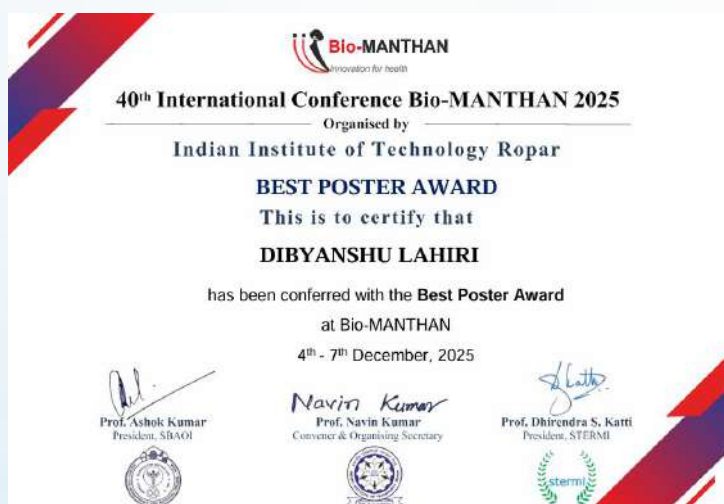 Bio-MANTHAN
Innovation for health
40th International Conference Bio-MANTHAN 2025
Organised by
Indian Institute of Technology Ropar
BEST POSTER AWARD
This is to certify that
DIBYANSHU LAHIRI
has been conferred with the Best Poster Award
at Bio-MANTHAN
4th - 7th December, 2025
Navin Kumar
Prof. Ashok Kumar
President, SBAOI
Prof. Navin Kumar
Convener & Organising Secretary
Prof. Dhirendra S. Katti
President, STERMI
stermi